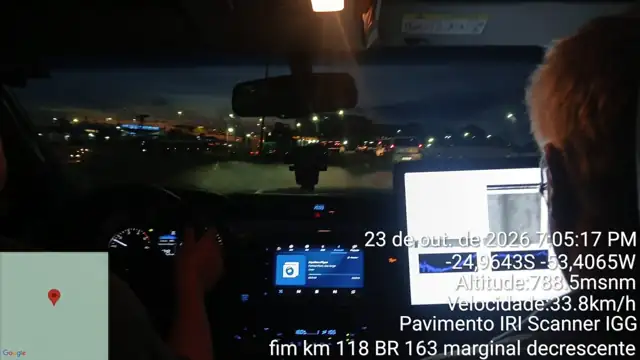 23 de out. de 2026 7:05:17 PM
-24,9643S -53,4065W
Altitude:788.5msnm
Velocidade:33.8km/h
Pavimento IRI Scanner IGG
fim km 118 BR 163 marginal decrescente
Google